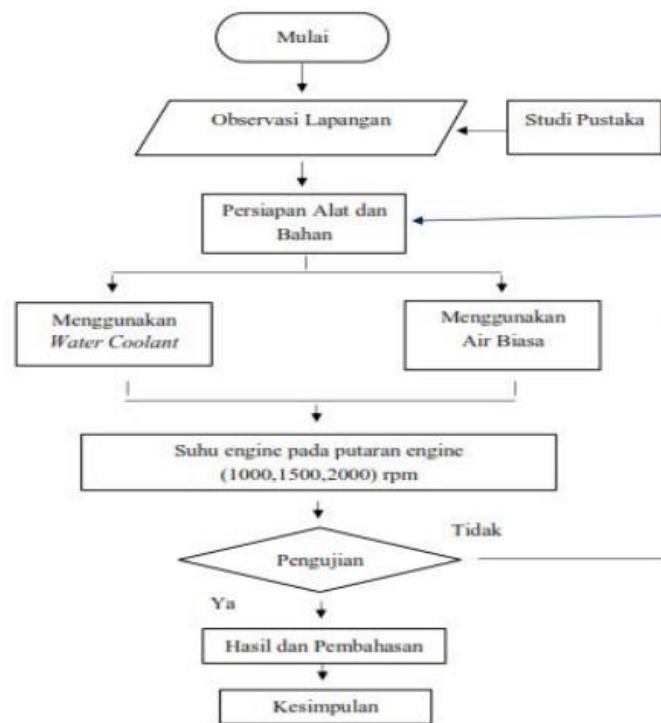 Mulai
Observasi Lapangan
Studi Pustaka
Persiapan Alat dan
Bahan
Menggunakan
Water Coolant
Menggunakan
Air Biasa
Suhu engine pada putaran engine
(1000,1500,2000) rpm
Tidak
Pengujian
Ya
Hasil dan Pembahasan
Kesimpulan